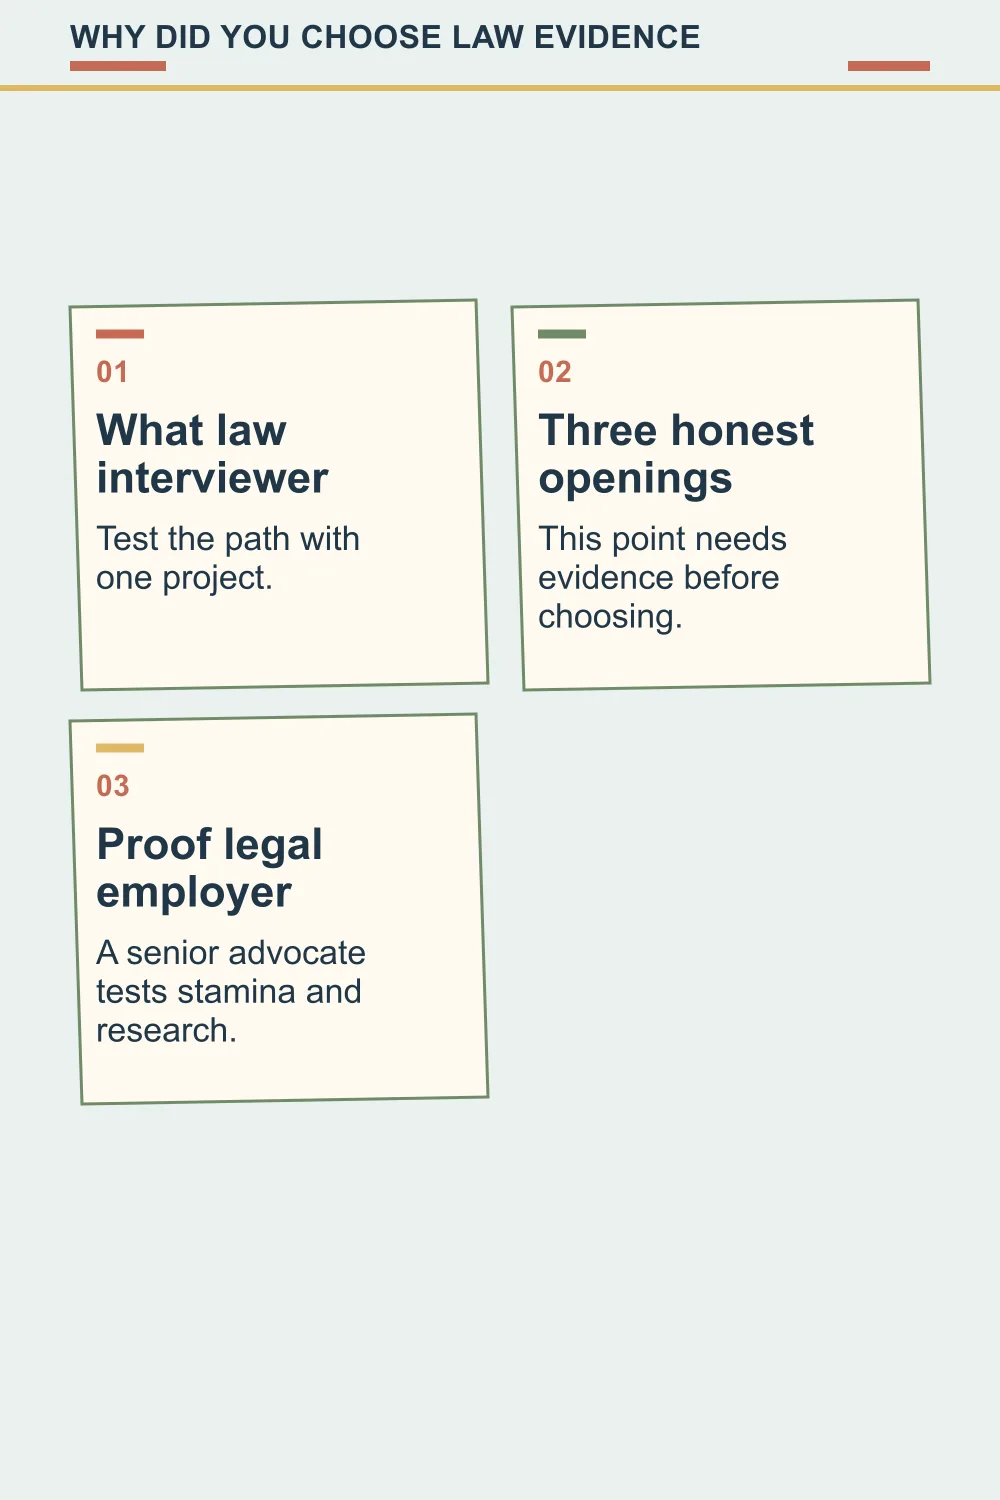 WHY DID YOU CHOOSE LAW EVIDENCE
01
What law
interviewer
Test the path with
one project.
02
Three honest
openings
This point needs
evidence before
choosing.
03
Proof legal
employer
A senior advocate
tests stamina and
research.